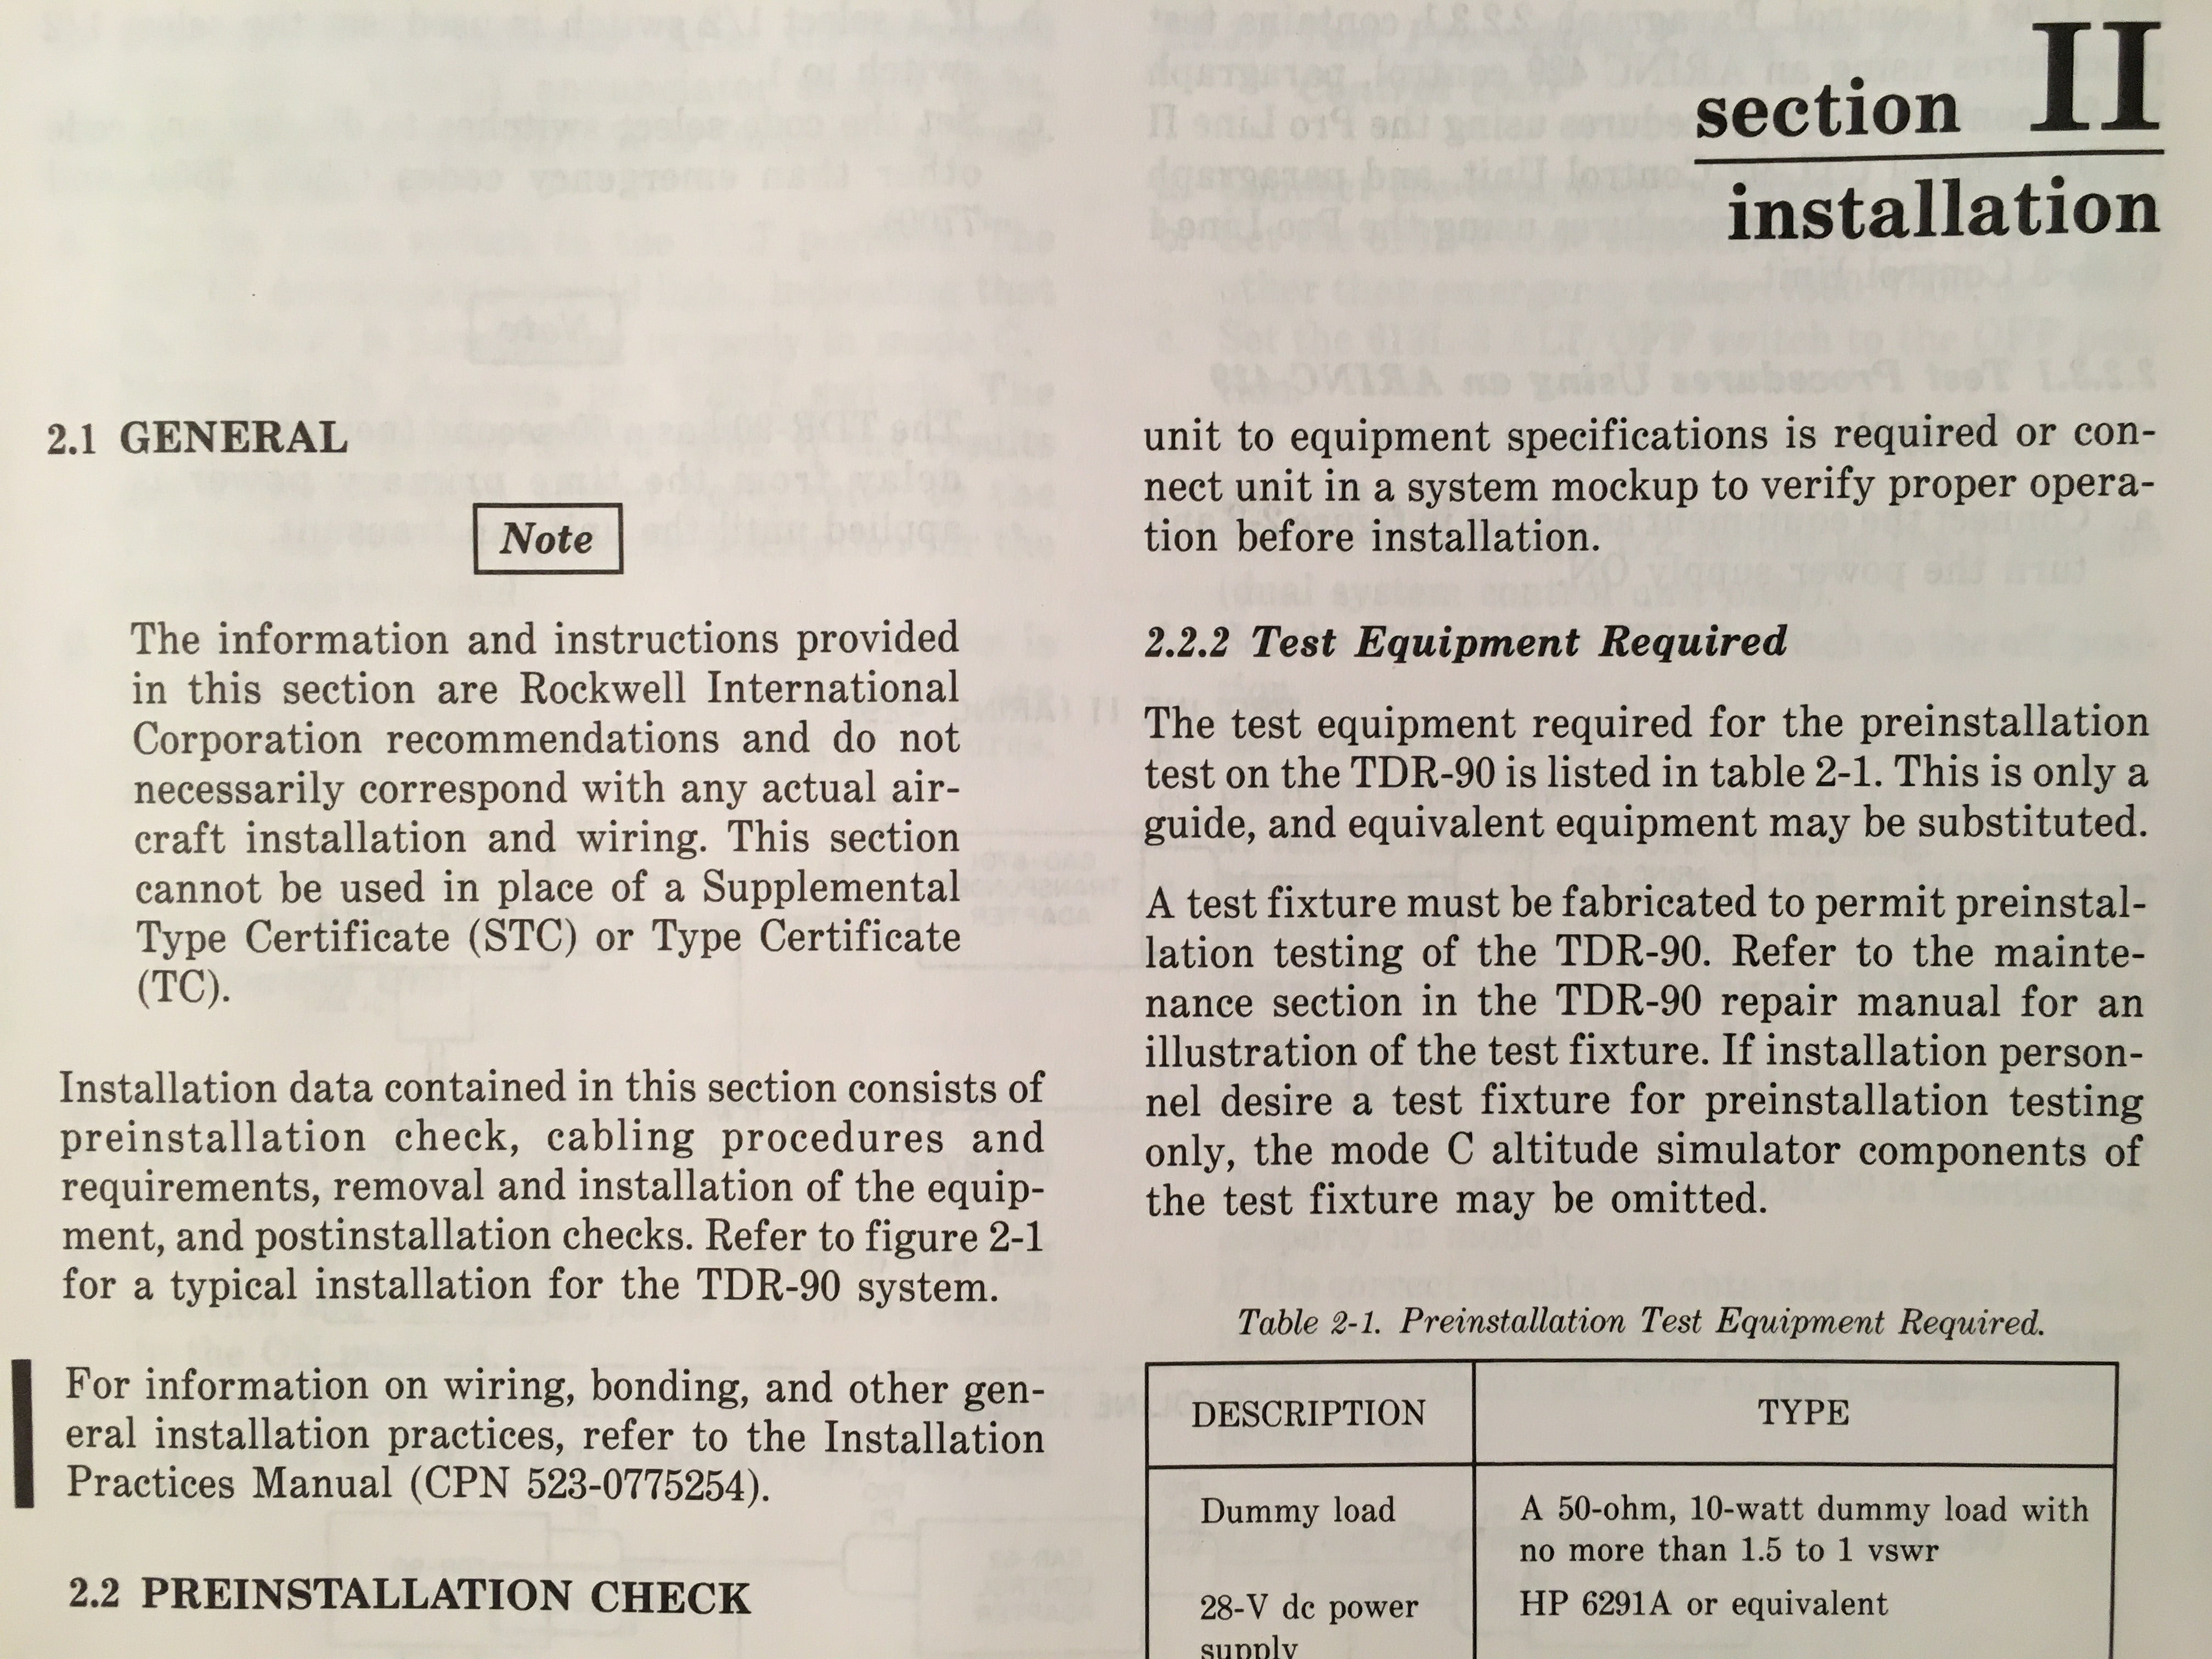 section II
installation
2.1 GENERAL
Note
The information and instructions provided
in this section are Rockwell International
Corporation recommendations and do not
necessarily correspond with any actual air-
craft installation and wiring. This section
cannot be used in place of a Supplemental
Type Certificate (STC) or Type Certificate
(TC).
Installation data contained in this section consists of
preinstallation check, cabling procedures and
requirements, removal and installation of the equip-
ment, and postinstallation checks. Refer to figure 2-1
for a typical installation for the TDR-90 system.
For information on wiring, bonding, and other gen-
eral installation practices, refer to the Installation
Practices Manual (CPN 523-0775254).
2.2 PREINSTALLATION CHECK
unit to equipment specifications is required or con-
nect unit in a system mockup to verify proper opera-
tion before installation.
2.2.2 Test Equipment Required
The test equipment required for the preinstallation
test on the TDR-90 is listed in table 2-1. This is only a
guide, and equivalent equipment may be substituted.
A test fixture must be fabricated to permit preinstal-
lation testing of the TDR-90. Refer to the mainte-
nance section in the TDR-90 repair manual for an
illustration of the test fixture. If installation person-
nel desire a test fixture for preinstallation testing
only, the mode C altitude simulator components of
the test fixture may be omitted.
Table 2-1. Preinstallation Test Equipment Required.
DESCRIPTION TYPE
Dummy load A 50-ohm, 10-watt dummy load with
no more than 1.5 to 1 vswr
28-V dc power HP 6291A or equivalent
supply